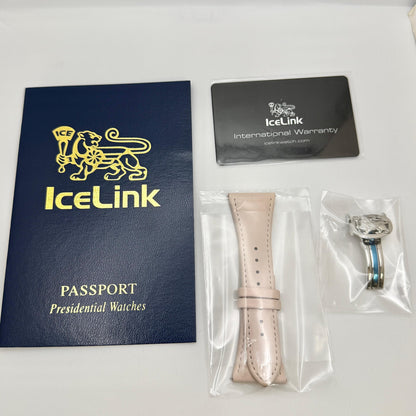 ICE
IceLink
PASSPORT
Presidential Watches
IceLink
International Warranty
icelinkwatch.com